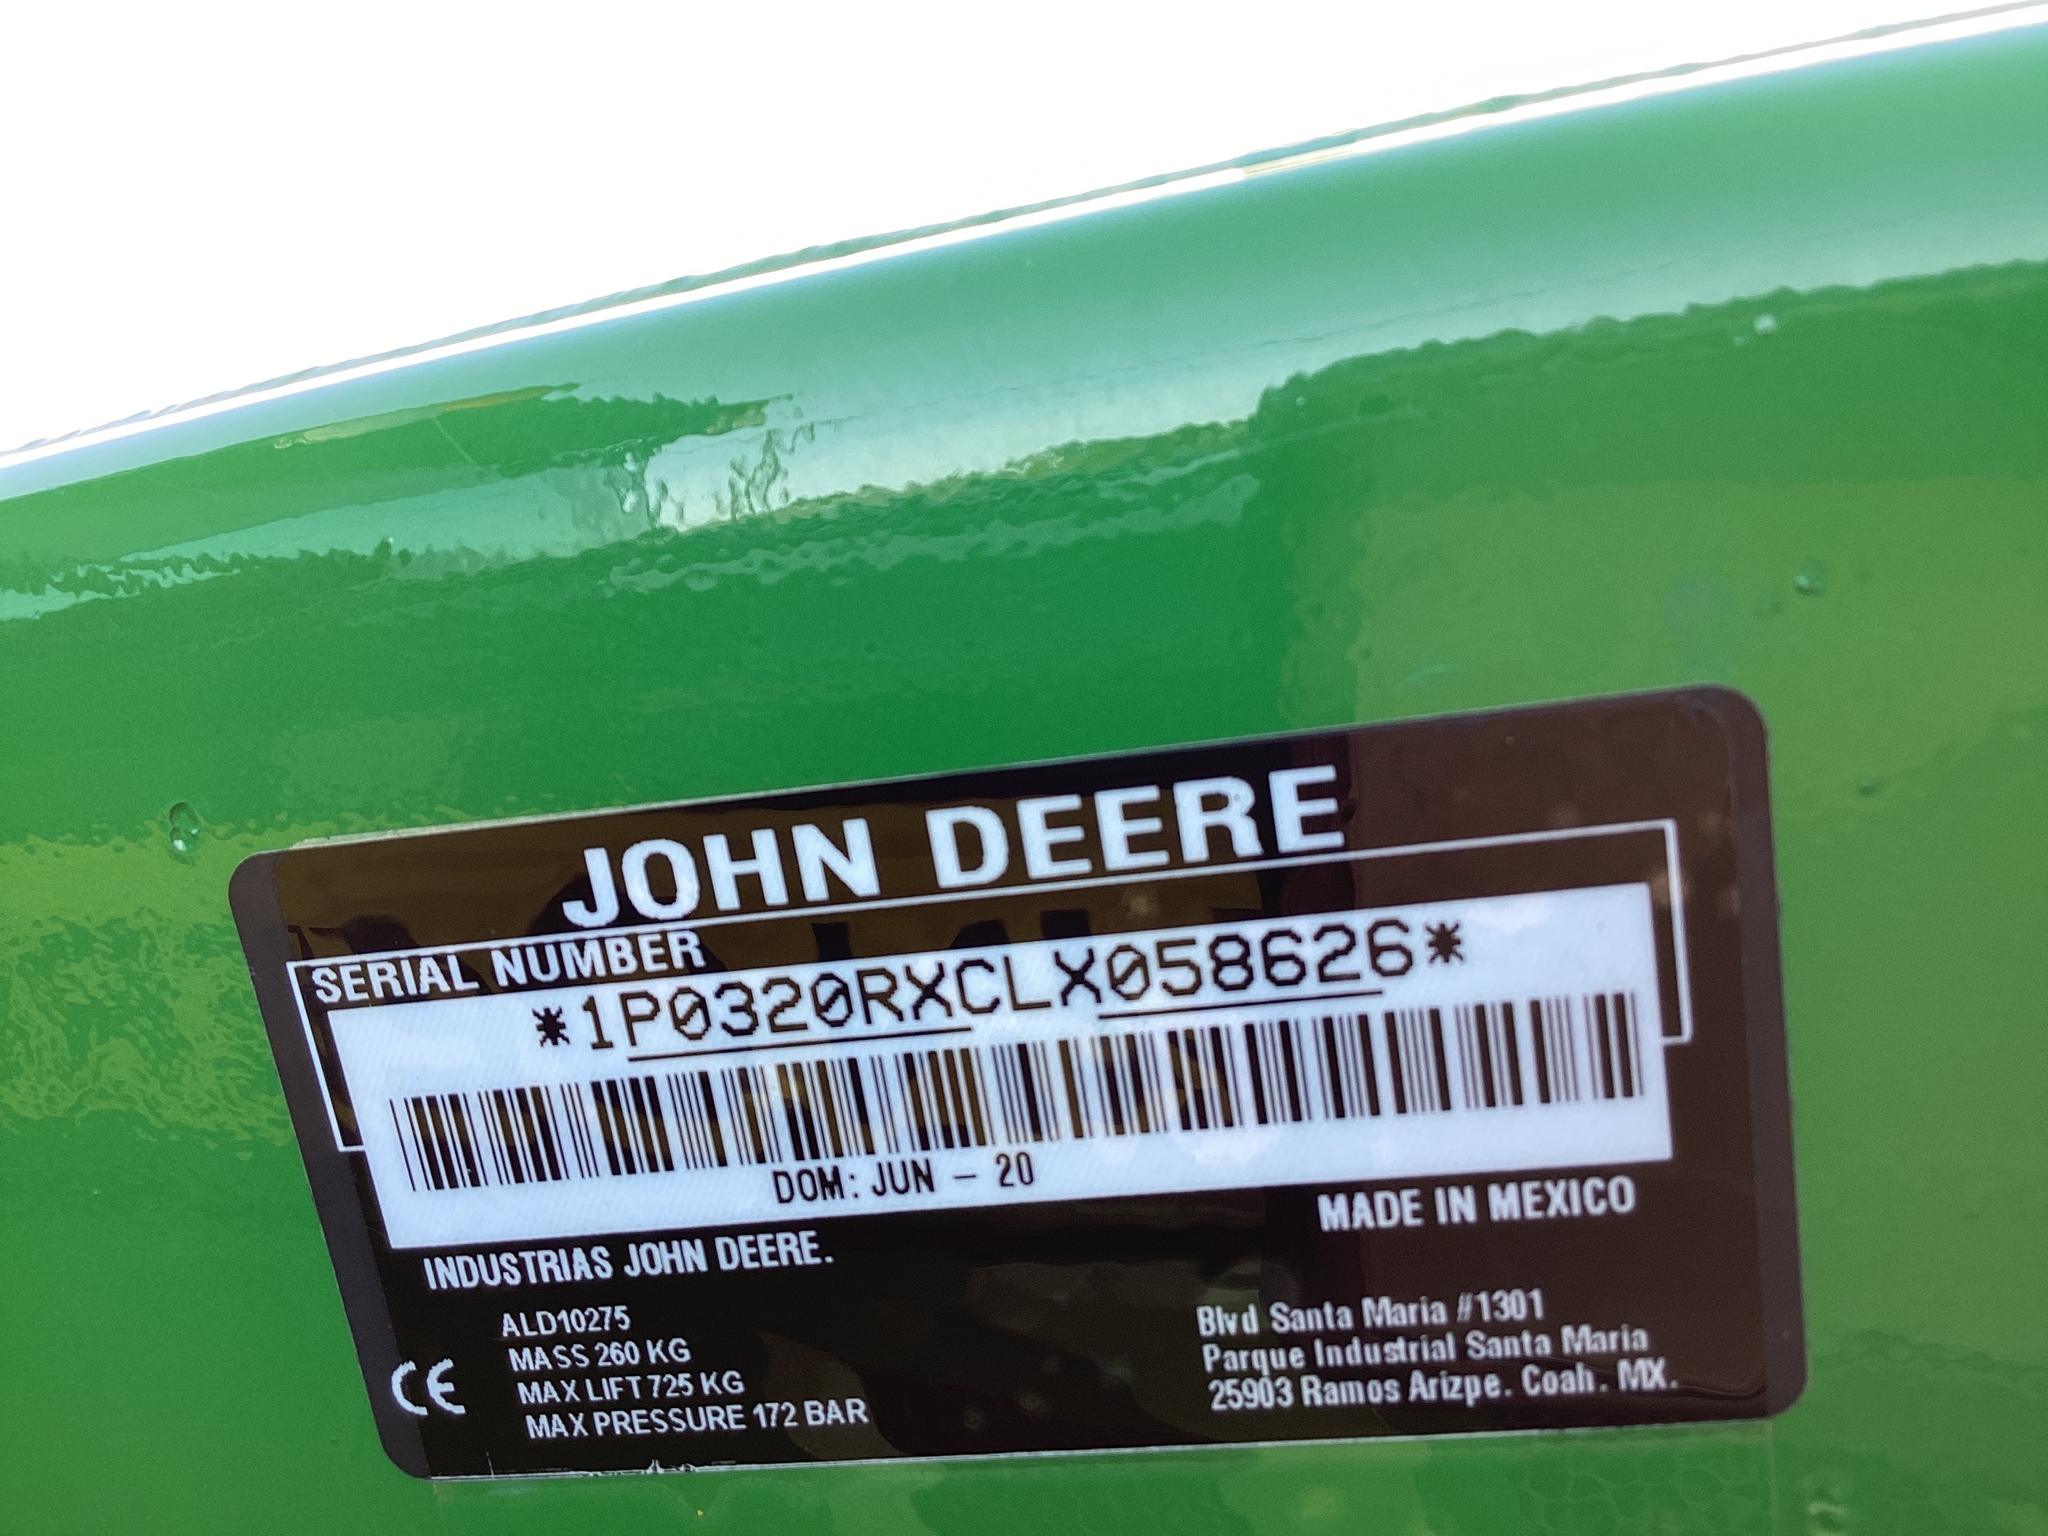 JOHN DEERE
SERIAL NUMBER
*1P0320RXCLX058626*
DOM: JUN - 20
MADE IN MEXICO
INDUSTRIAS JOHN DEERE.
ALD10275
MASS 260 KG
MAX LIFT 725 KG
MAX PRESSURE 172 BAR
CE
Blvd Santa Maria #1301
Parque Industrial Santa Maria
25903 Ramos Arizpe. Coah. MX.